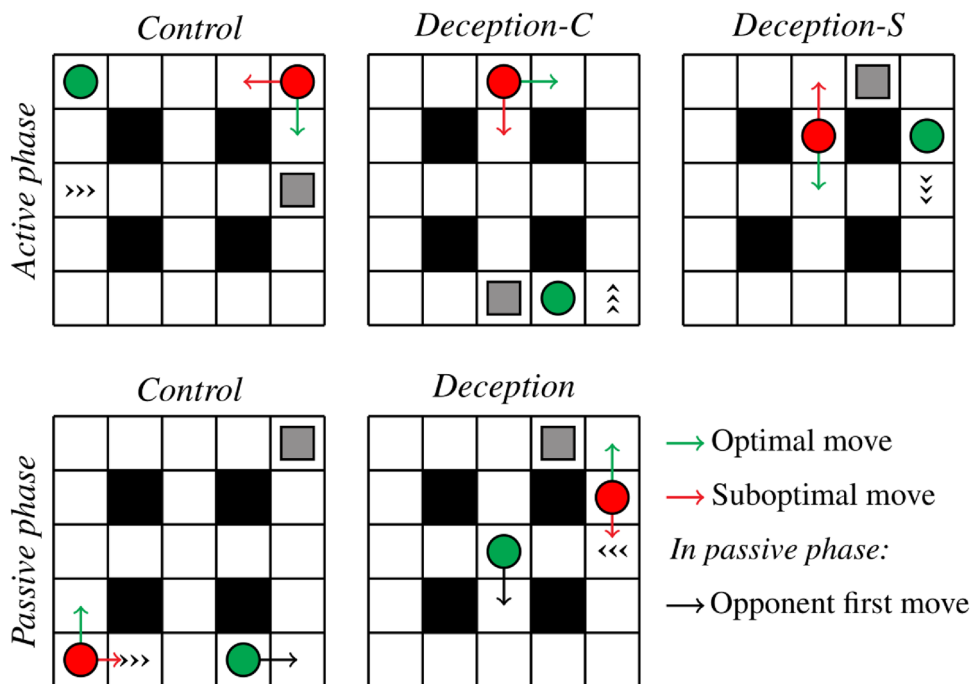 Control
Deception-C
Deception-S
Active phase
Control
Deception
Passive phase
Optimal move
Suboptimal move
In passive phase:
Opponent first move